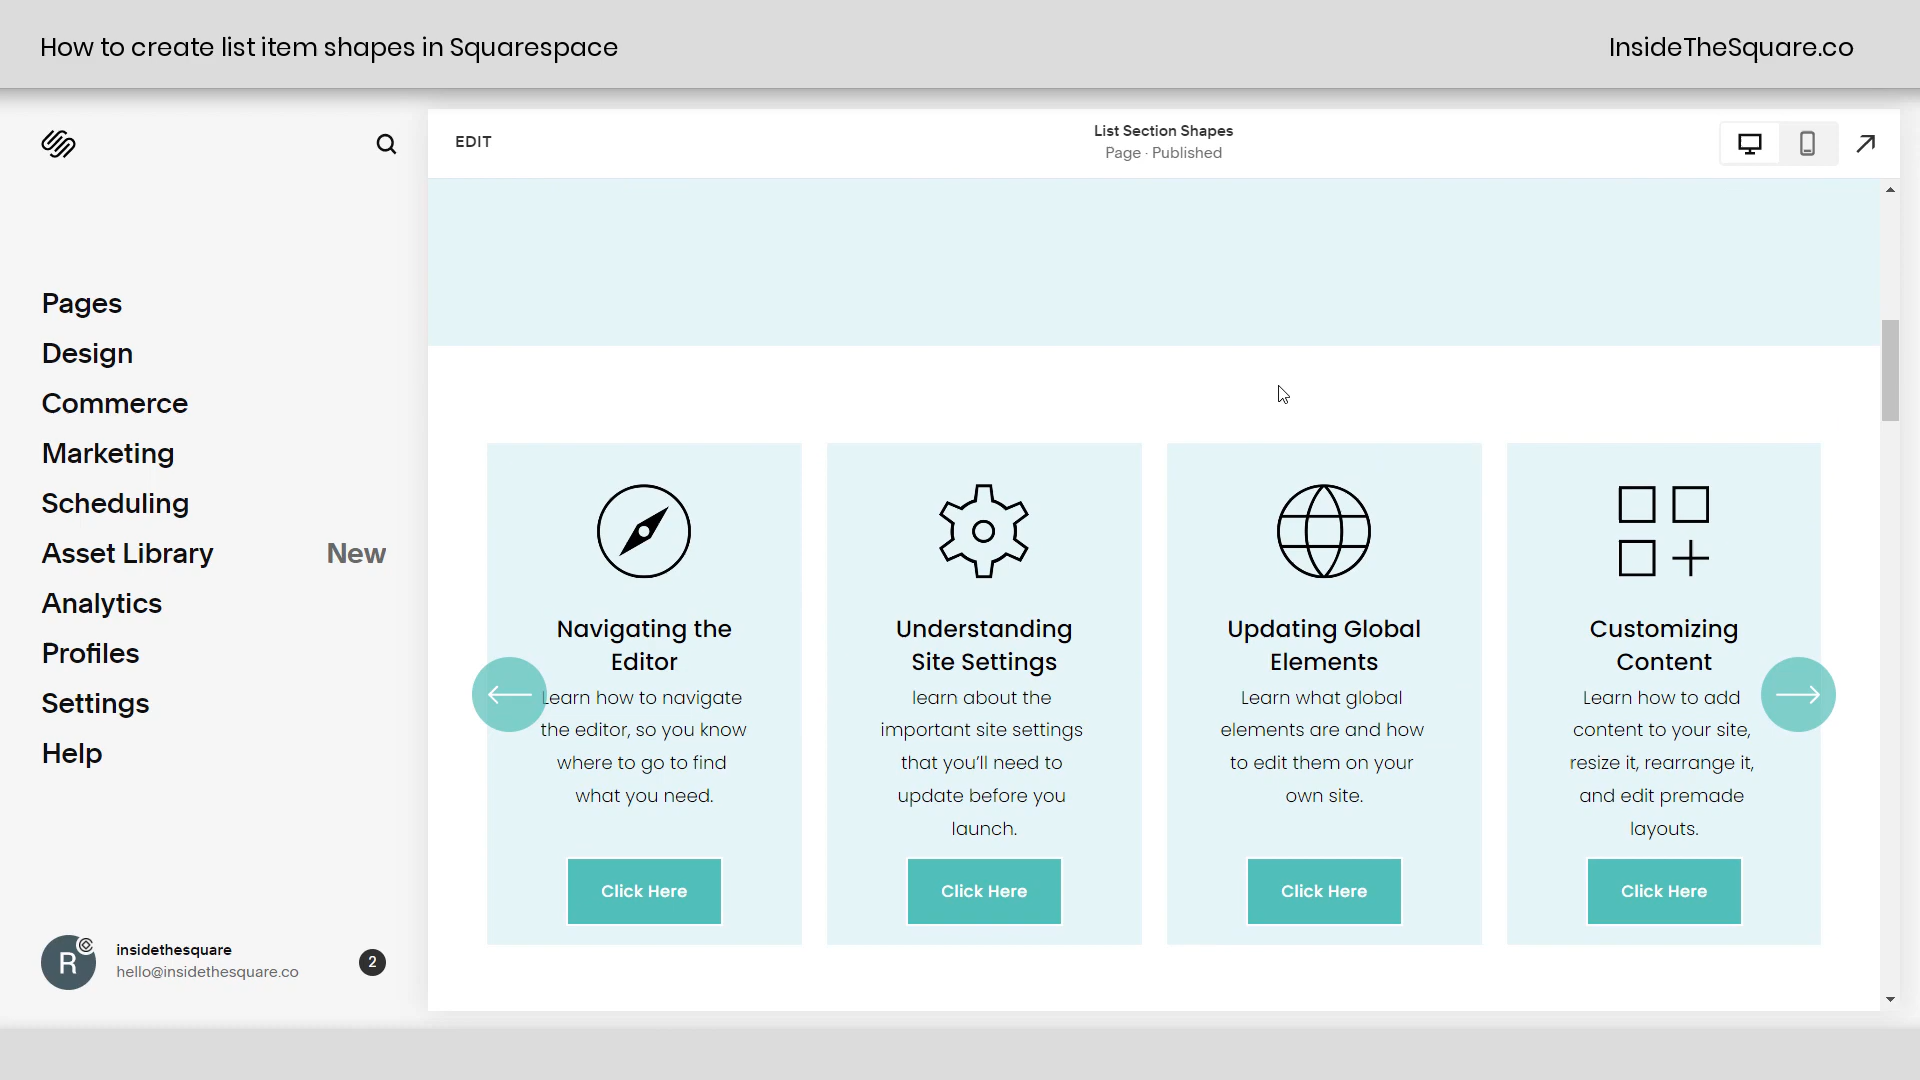 How to create list item shapes in Squarespace
InsideTheSquare.co
EDIT
List Section Shapes
Page · Published
Pages
Design
Commerce
Marketing
Scheduling
Asset Library New
Analytics
Profiles
Settings
Help
R
insidethesquare
hello@insidethesquare.co
2
Navigating the
Editor
Learn how to navigate
the editor, so you know
where to go to find
what you need.
Click Here
Understanding
Site Settings
learn about the
important site settings
that you’ll need to
update before you
launch.
Click Here
Updating Global
Elements
Learn what global
elements are and how
to edit them on your
own site.
Click Here
Customizing
Content
Learn how to add
content to your site,
resize it, rearrange it,
and edit premade
layouts.
Click Here